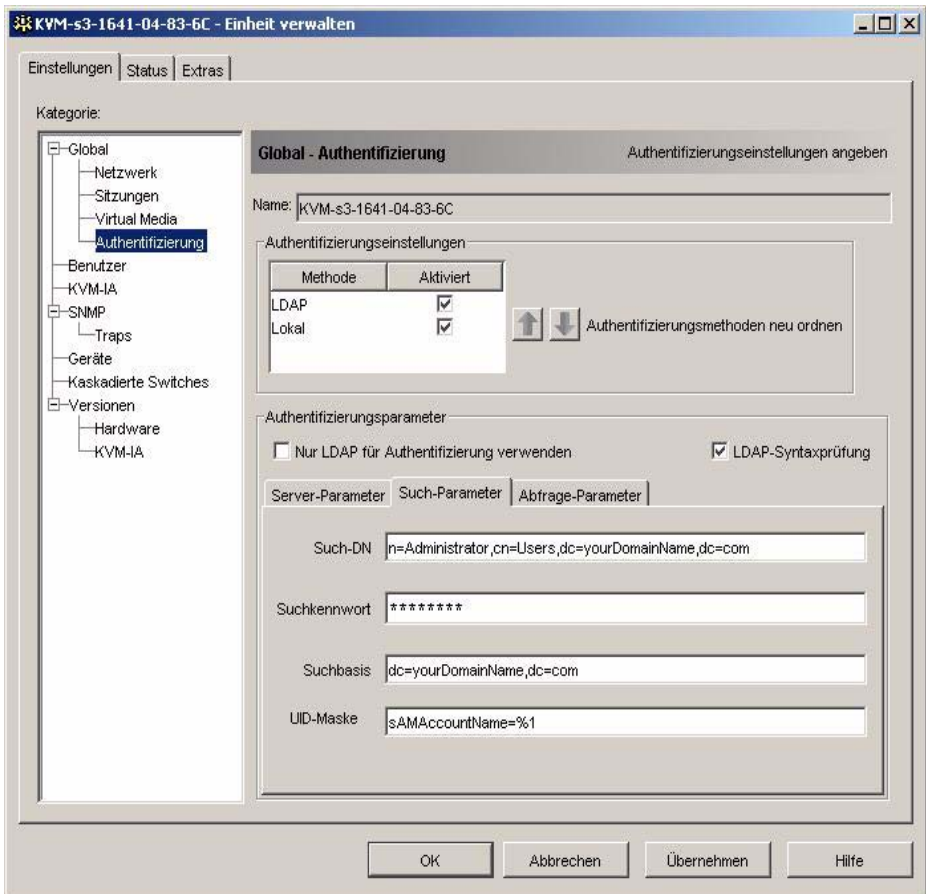 KVM-s3-1641-04-83-6C - Einheit verwalten
Einstellungen Status Extras
Kategorie:
Global
Netzwerk
Sitzungen
Virtual Media
Authentifizierung
Benutzer
KVM-IA
SNMP
Traps
Geräte
Kaskadierte Switches
Versionen
Hardware
KVM-IA
Global - Authentifizierung Authentifizierungseinstellungen angeben
Name: KVM-s3-1641-04-83-6C
Authentifizierungseinstellungen
Methode Aktiviert
LDAP
Lokal
Authentifizierungsmethoden neu ordnen
Authentifizierungsparameter
Nur LDAP für Authentifizierung verwenden LDAP-Syntaxprüfung
Server-Parameter Such-Parameter Abfrage-Parameter
Such-DN n=Administrator,cn=Users,dc=yourDomainName,dc=com
Suchkennwort ********
Suchbasis dc=yourDomainName,dc=com
UID-Maske sAMAccountName=%1
OK Abbrechen Übernehmen Hilfe